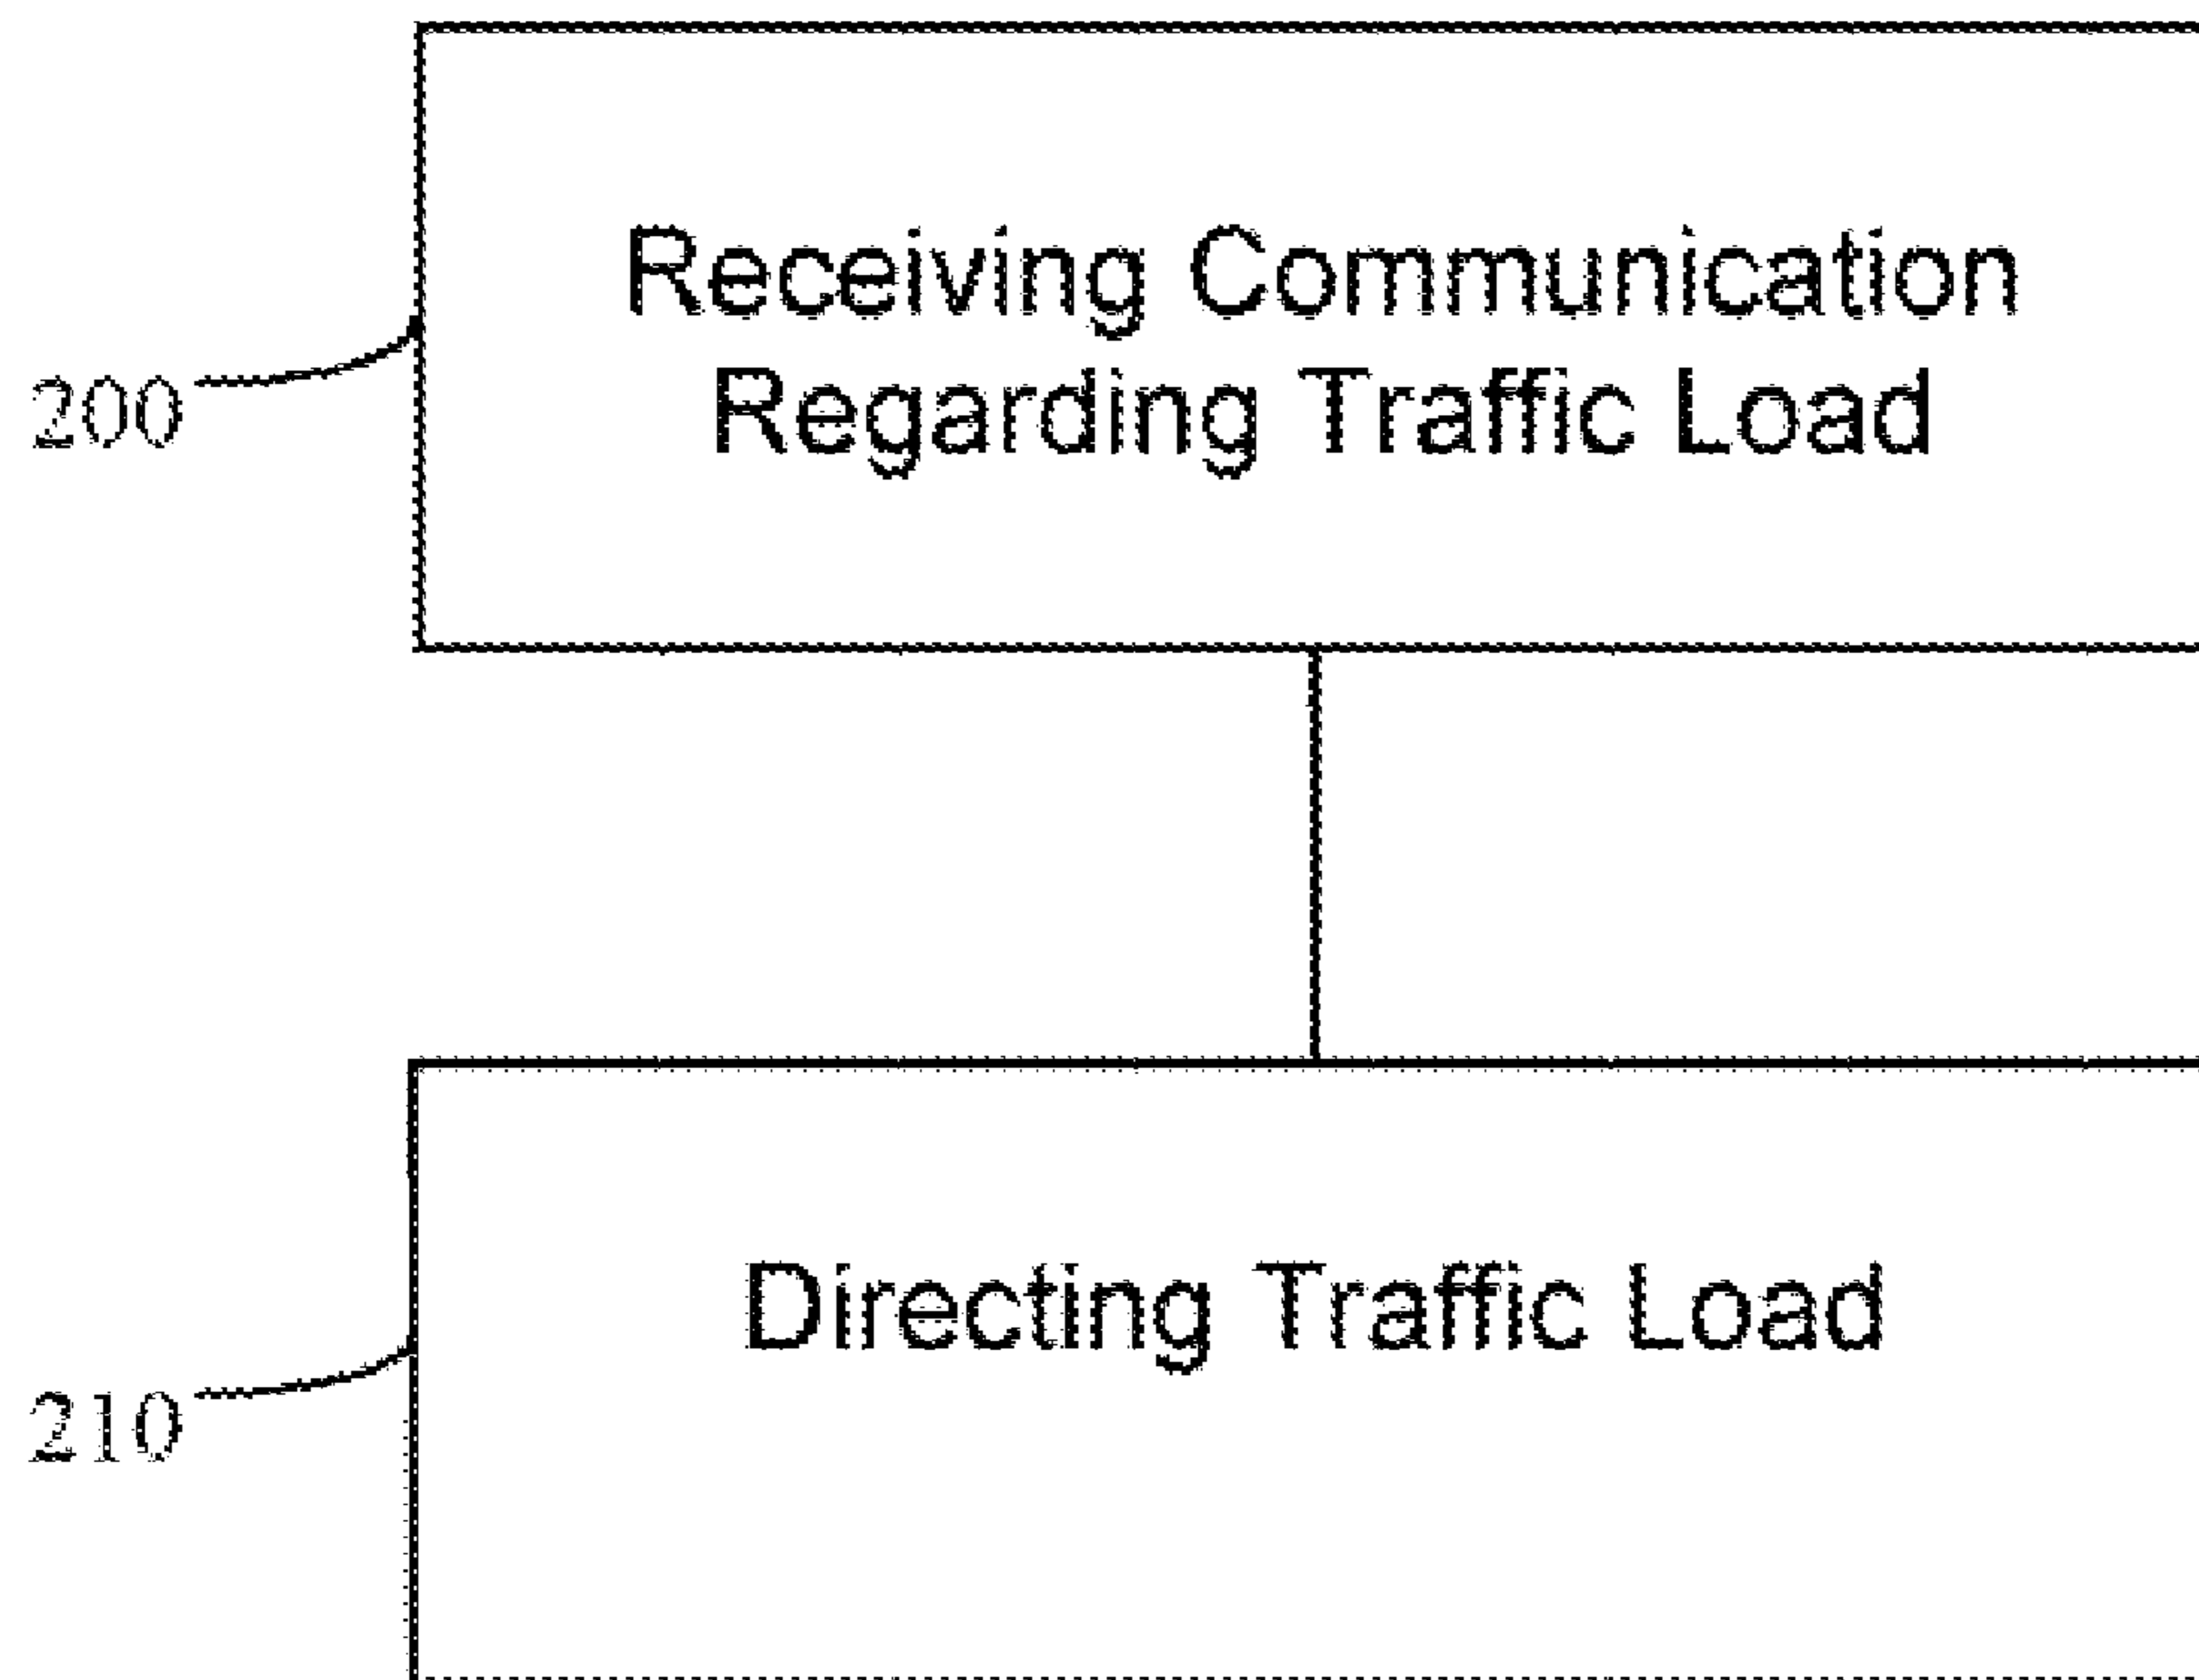 Receiving Communication
Regarding Traffic Load
200
Directing Traffic Load
210